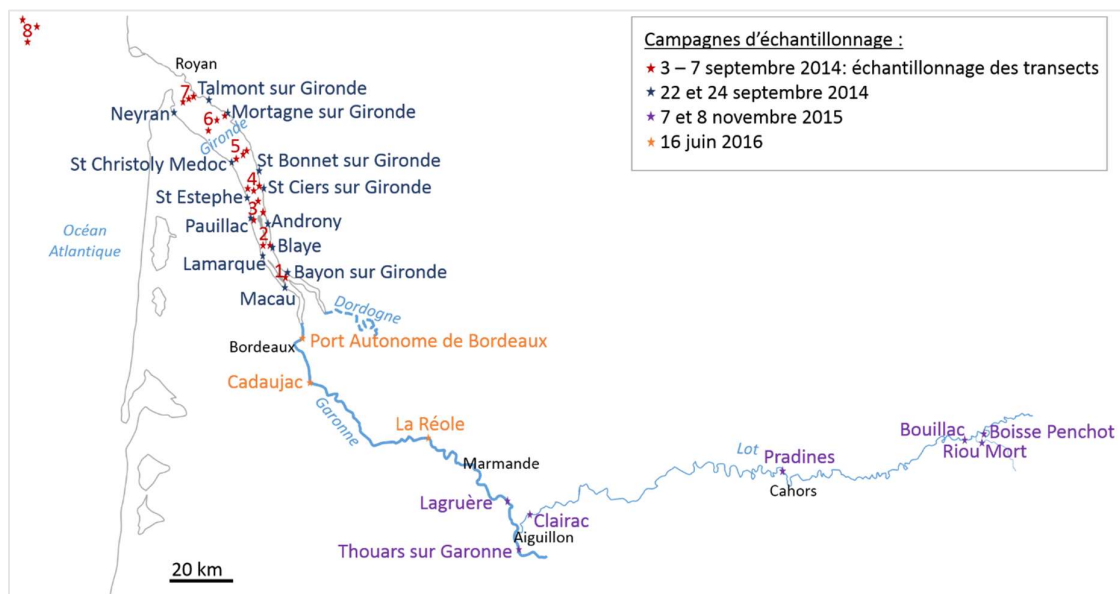 8
Campagnes d'échantillonnage :
3 – 7 septembre 2014: échantillonnage des transects
22 et 24 septembre 2014
7 et 8 novembre 2015
16 juin 2016
Royan
7
Talmont sur Gironde
Neyran
6
Mortagne sur Gironde
Gironde
5
St Christoly Medoc
St Bonnet sur Gironde
4
St Ciers sur Gironde
St Estephe
3
Pauillac
Androny
Océan
Atlantique
2
Blaye
Lamarque
1
Bayon sur Gironde
Macau
Dordogne
Bordeaux
Port Autonome de Bordeaux
Cadaujac
Garonne
La Réole
Marmande
Lot
Bouillac
Boisse Penchot
Riou Mort
Pradines
Cahors
Lagruère
Clairac
Aiguillon
Thouars sur Garonne
20 km